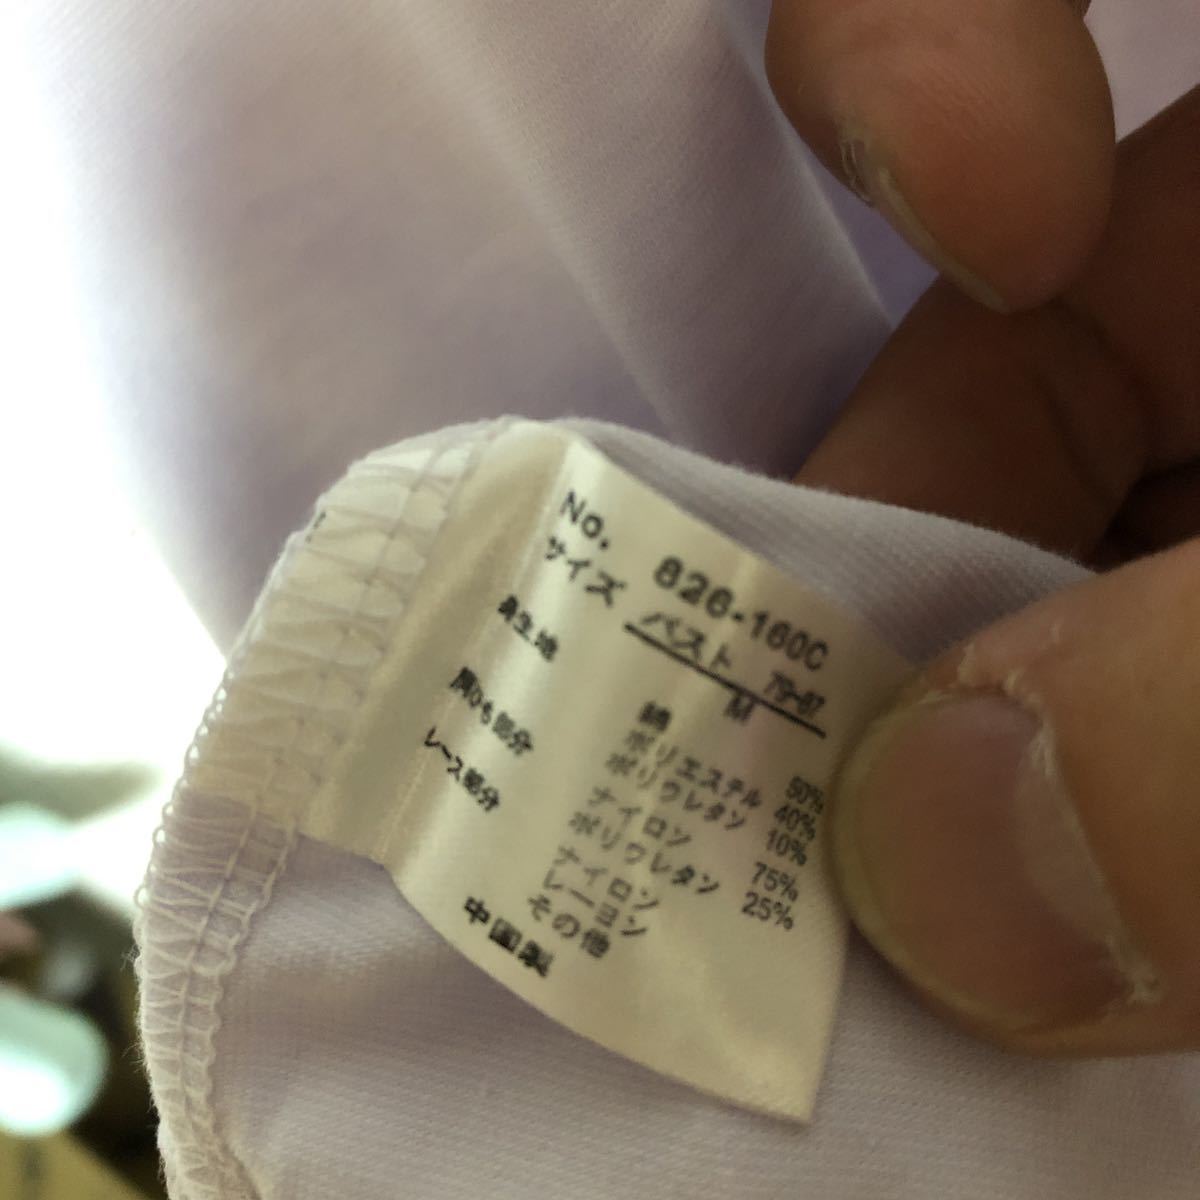 No. 826-160C
サイズ バスト 79-87
M
身生地 綿 50%
ポリエステル 40%
ポリウレタン 10%
肩ひも部分 ナイロン 75%
ポリウレタン 25%
レース部分 ナイロン
レーヨン
その他
中国製